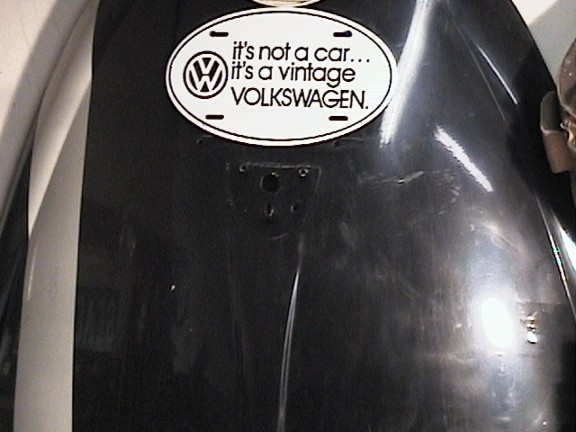 it's not a car...
it's a vintage
VOLKSWAGEN.